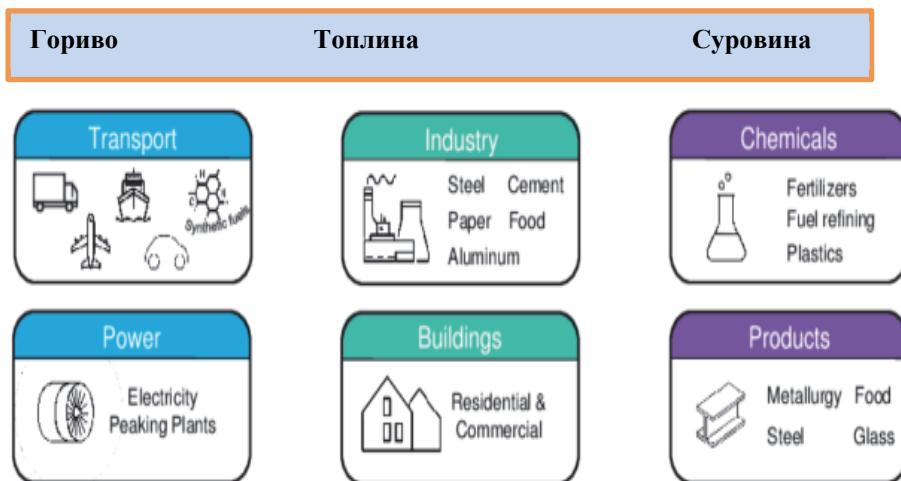 Гориво Топлина Суровина
Transport
Synthetic fuels
Industry
Steel Cement
Paper Food
Aluminum
Chemicals
Fertilizers
Fuel refining
Plastics
Power
Electricity
Peaking Plants
Buildings
Residential &
Commercial
Products
Metallurgy Food
Steel Glass